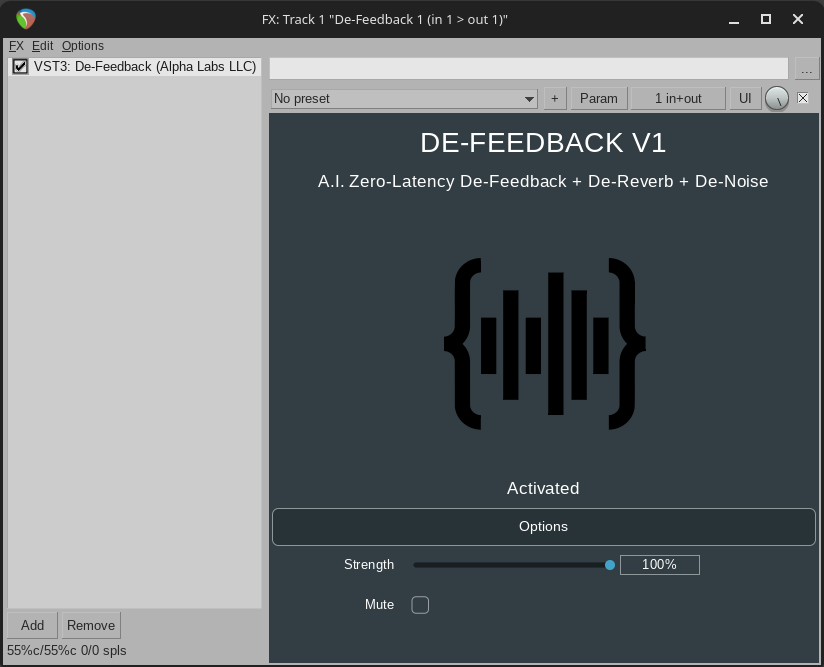 FX: Track 1 "De-Feedback 1 (in 1 > out 1)"
FX Edit Options
VST3: De-Feedback (Alpha Labs LLC)
...
No preset
+
Param
1 in+out
UI
DE-FEEDBACK V1
A.I. Zero-Latency De-Feedback + De-Reverb + De-Noise
Activated
Options
Strength
100%
Mute
Add
Remove
55%c/55%c 0/0 spls